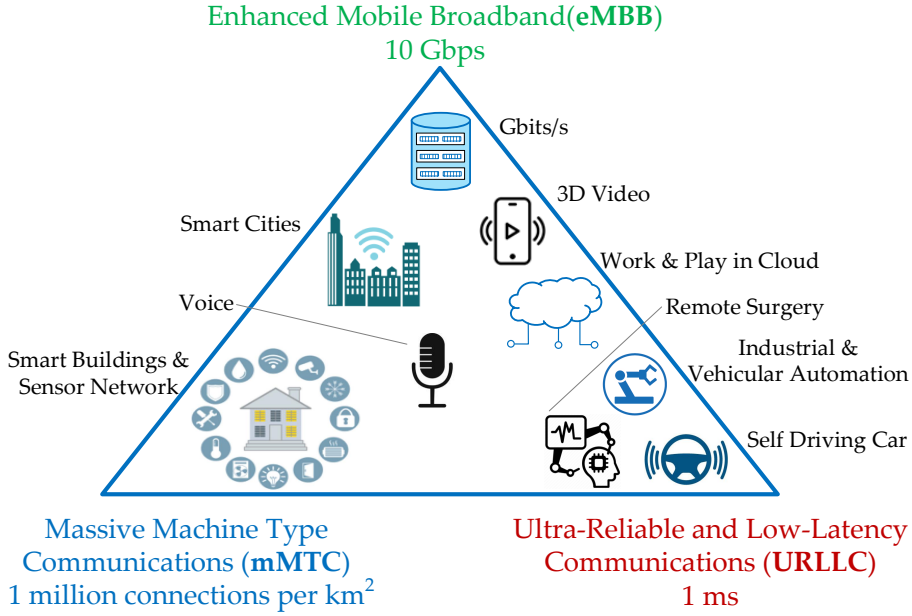 Enhanced Mobile Broadband(eMBB)
10 Gbps
Gbits/s
3D Video
Smart Cities
Work & Play in Cloud
Voice
Remote Surgery
Smart Buildings &
Sensor Network
Industrial &
Vehicular Automation
Self Driving Car
Massive Machine Type
Communications (mMTC)
1 million connections per km²
Ultra-Reliable and Low-Latency
Communications (URLLC)
1 ms